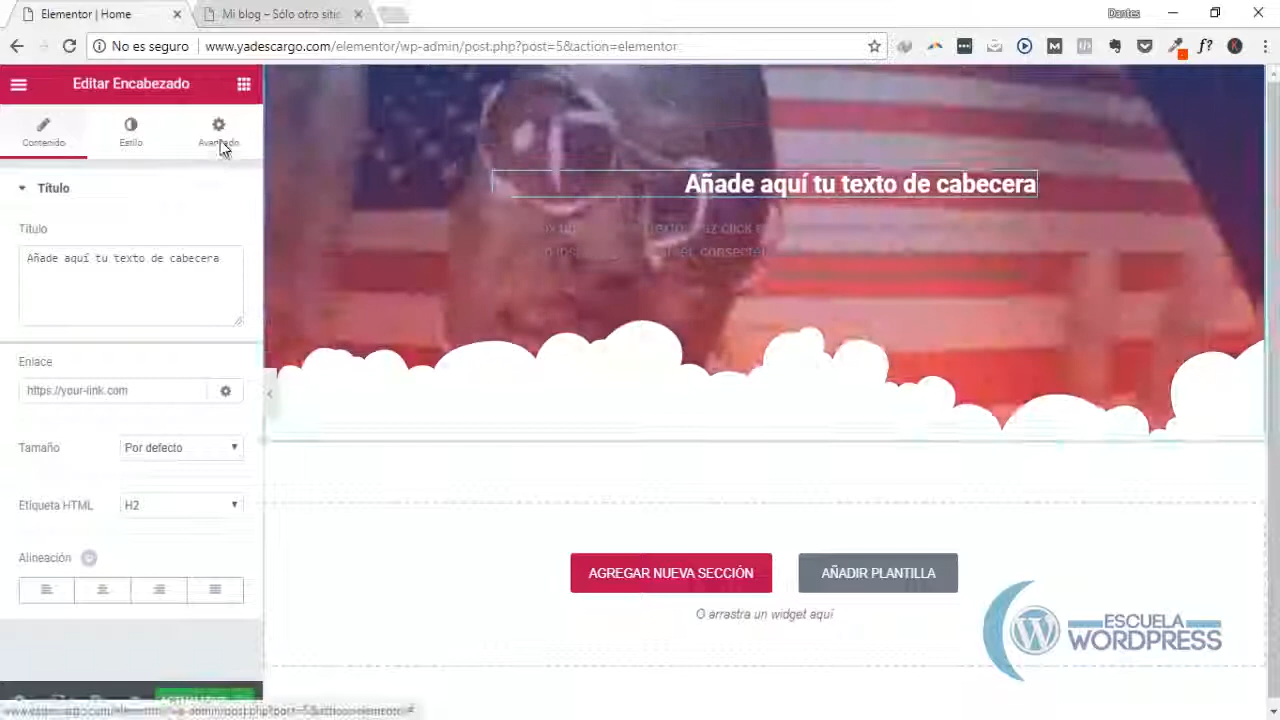 Elementor | Home
Mi blog – Sólo otro sitio
Dantes
No es seguro
www.yadescargo.com/elementor/wp-admin/post.php?post=5&action=elementor
Editar Encabezado
Contenido
Estilo
Avanzado
Título
Título
Añade aquí tu texto de cabecera
Enlace
https://your-link.com
Tamaño
Por defecto
Etiqueta HTML
H2
Alineación
Añade aquí tu texto de cabecera
AGREGAR NUEVA SECCIÓN
AÑADIR PLANTILLA
O arrastra un widget aquí
ESCUELA
WORDPRESS